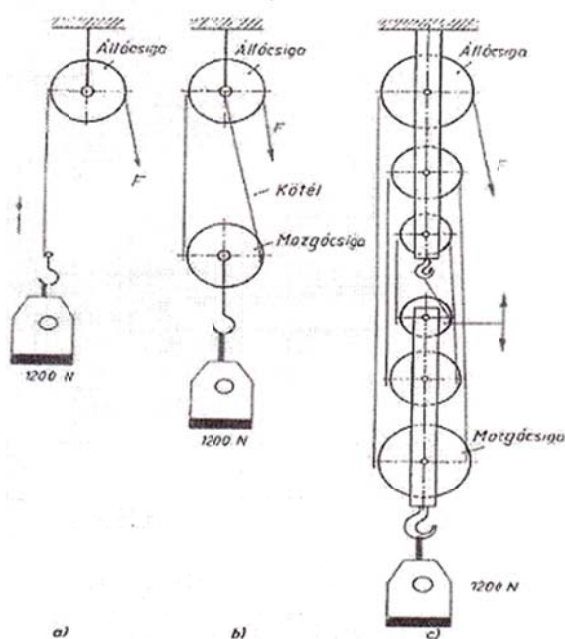 Állócsiga
F
1200 N
a)
Állócsiga
F
Kötél
Mozgócsiga
1200 N
b)
Állócsiga
F
Mozgócsiga
1200 N
c)